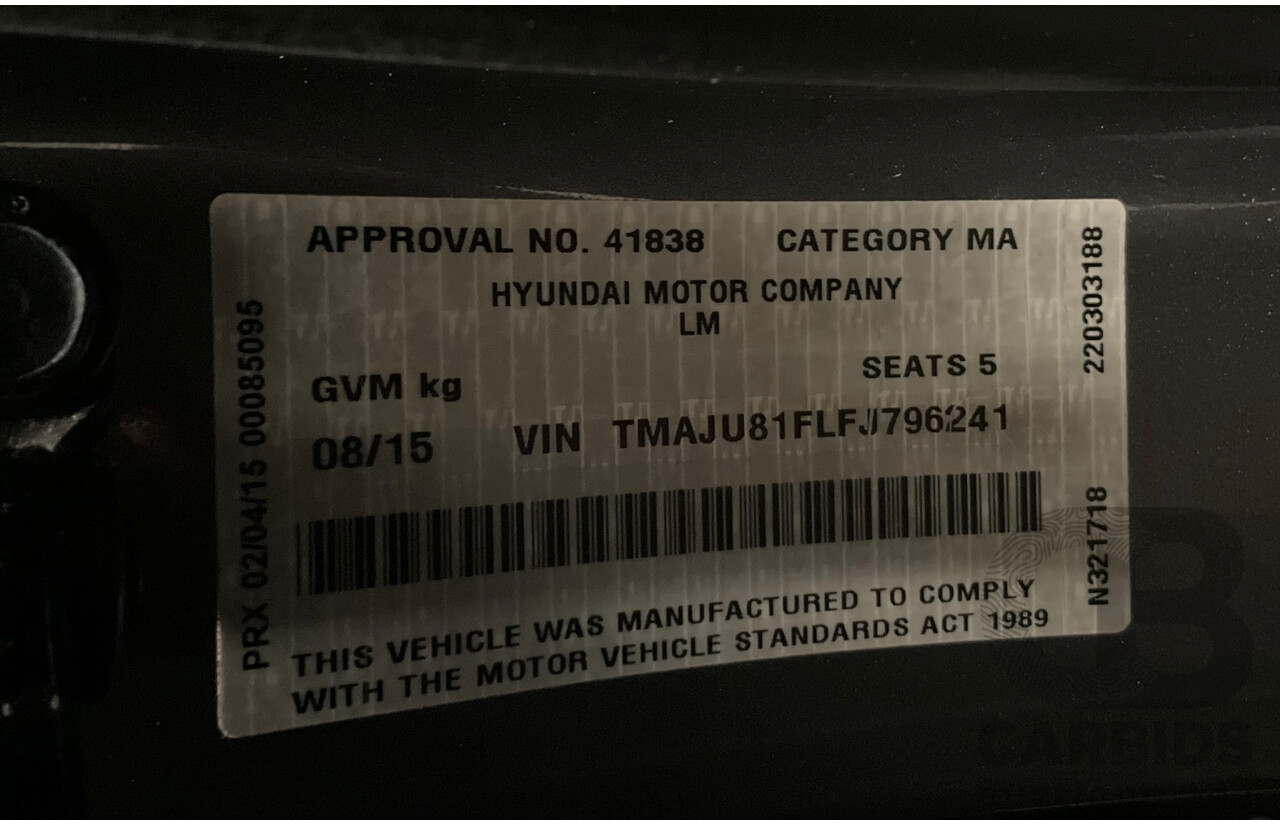 APPROVAL NO. 41838 CATEGORY MA
HYUNDAI MOTOR COMPANY
LM
GVM kg SEATS 5
08/15 VIN TMAJU81FLFJ796241
THIS VEHICLE WAS MANUFACTURED TO COMPLY
WITH THE MOTOR VEHICLE STANDARDS ACT 1989
PRX 02/04/15 00085095
220303188
N321718
CARBIDS